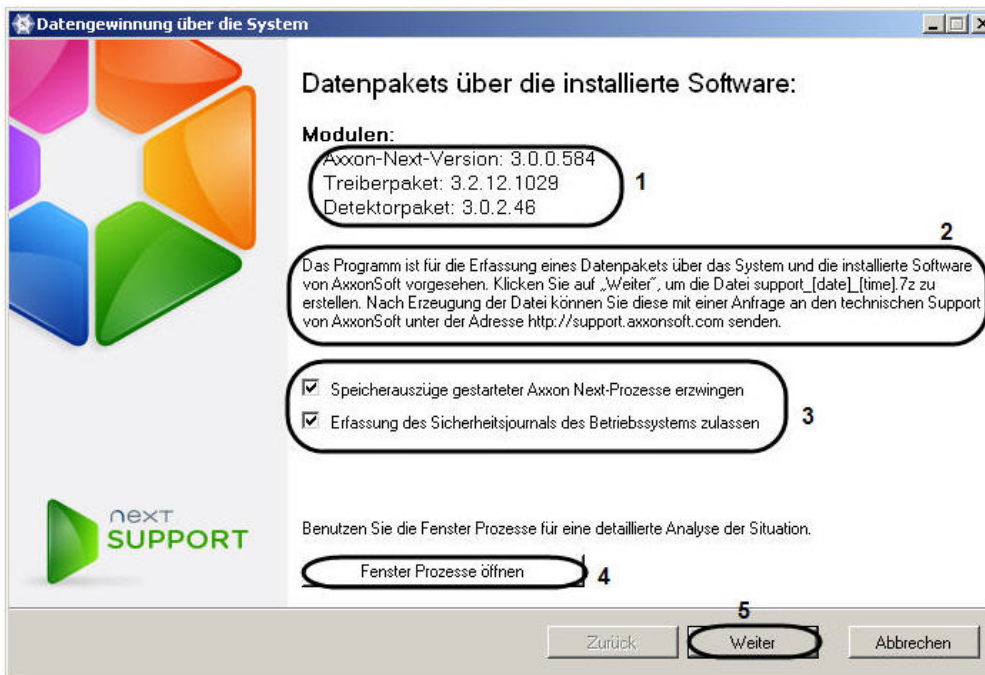 Datengewinnung über die System
Datenpakets über die installierte Software:
Modulen:
Axxon-Next-Version: 3.0.0.584
Treiberpaket: 3.2.12.1029
Detektorpaket: 3.0.2.46
1
2
Das Programm ist für die Erfassung eines Datenpakets über das System und die installierte Software
von AxxonSoft vorgesehen. Klicken Sie auf „Weiter", um die Datei support_[date]_[time].7z zu
erstellen. Nach Erzeugung der Datei können Sie diese mit einer Anfrage an den technischen Support
von AxxonSoft unter der Adresse http://support.axxonsoft.com senden.
Speicherauszüge gestarteter Axxon Next-Prozesse erzwingen
Erfassung des Sicherheitsjournals des Betriebssystems zulassen
3
next
SUPPORT
Benutzen Sie die Fenster Prozesse für eine detaillierte Analyse der Situation.
Fenster Prozesse öffnen
4
5
Zurück
Weiter
Abbrechen